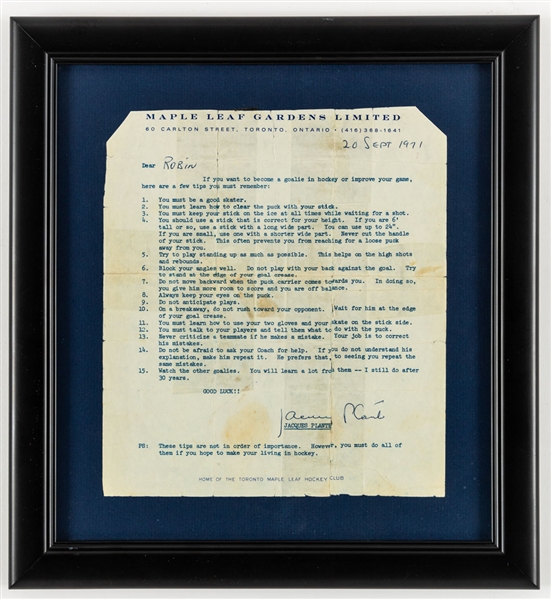 MAPLE LEAF GARDENS LIMITED
60 CARLTON STREET, TORONTO, ONTARIO • (416) 368-1641
20 SEPT 1971
Dear ROBIN
If you want to become a goalie in hockey or improve your game,
here are a few tips you must remember:
1. You must be a good skater.
2. You must learn how to clear the puck with your stick.
3. You must keep your stick on the ice at all times while waiting for a shot.
4. You should use a stick that is correct for your height. If you are 6'
tall or so, use a stick with a long wide part. You can use up to 24".
If you are small, use one with a shorter wide part. Never cut the handle
of your stick. This often prevents you from reaching for a loose puck
away from you.
5. Try to play standing up as much as possible. This helps on the high shots
and rebounds.
6. Block your angles well. Do not play with your back against the goal. Try
to stand at the edge of your goal crease.
7. Do not move backward when the puck carrier comes towards you. In doing so,
you give him more room to score and you are off balance.
8. Always keep your eyes on the puck.
9. Do not anticipate plays.
10. On a breakaway, do not rush toward your opponent. Wait for him at the edge
of your goal crease.
11. You must learn how to use your two gloves and your skate on the stick side.
12. You must talk to your players and tell them what to do with the puck.
13. Never criticize a teammate if he makes a mistake. Your job is to correct
his mistakes.
14. Do not be afraid to ask your Coach for help. If you do not understand his
explanation, make him repeat it. He prefers that, to seeing you repeat the
same mistakes.
15. Watch the other goalies. You will learn a lot from them -- I still do after
30 years.
GOOD LUCK!!
Jacques Plante
JACQUES PLANTE
PS: These tips are not in order of importance. However, you must do all of
them if you hope to make your living in hockey.
HOME OF THE TORONTO MAPLE LEAF HOCKEY CLUB